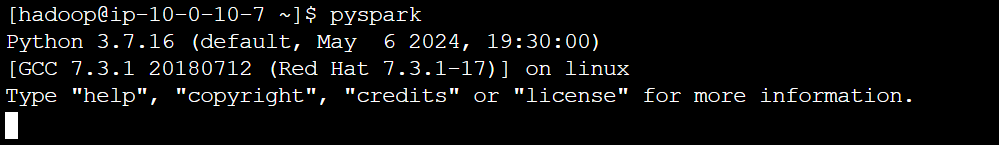 [hadoop@ip-10-0-10-7 ~]$ pyspark
Python 3.7.16 (default, May  6 2024, 19:30:00)
[GCC 7.3.1 20180712 (Red Hat 7.3.1-17)] on linux
Type "help", "copyright", "credits" or "license" for more information.